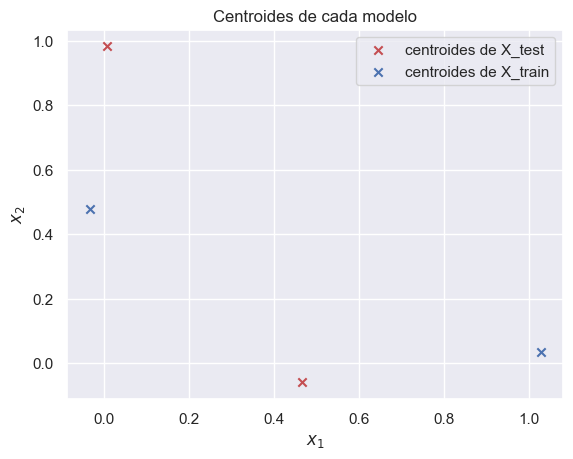 Centroides de cada modelo
centroides de X_test
centroides de X_train
1.0
0.8
0.6
0.4
0.2
0.0
x₂
0.0
0.2
0.4
0.6
0.8
1.0
x₁